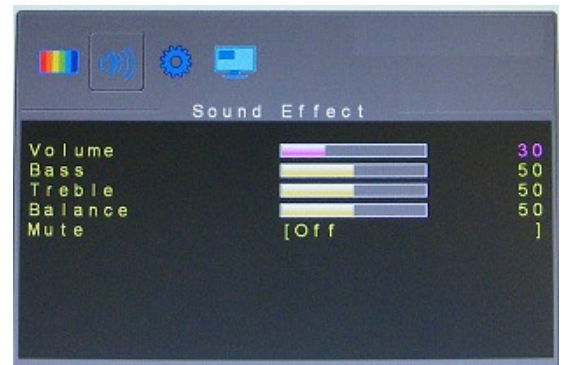 Sound Effect
Volume 30
Bass 50
Treble 50
Balance 50
Mute [Off ]